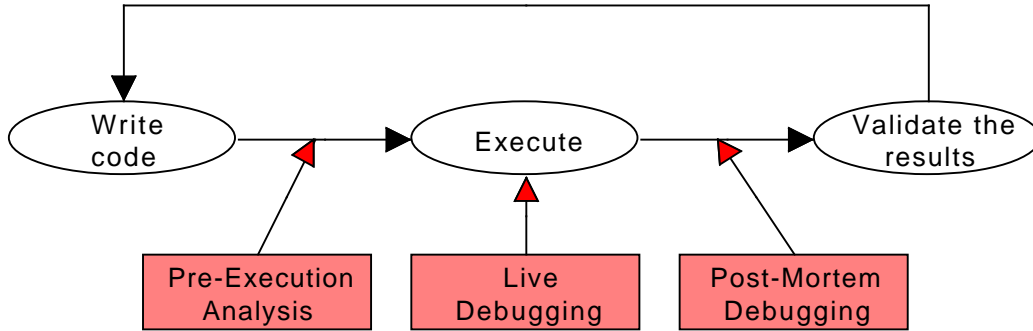 Write
code
Execute
Validate the
results
Pre-Execution
Analysis
Live
Debugging
Post-Mortem
Debugging